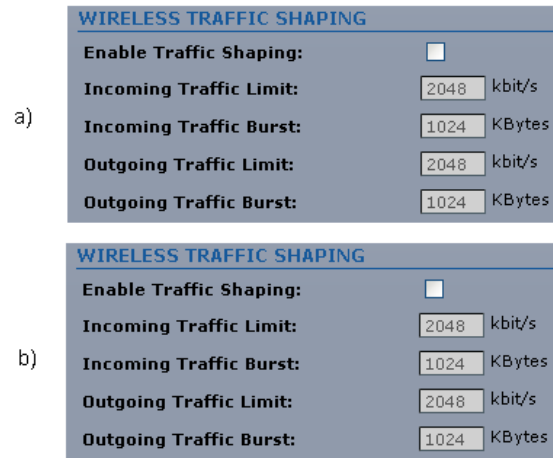 WIRELESS TRAFFIC SHAPING
Enable Traffic Shaping:
Incoming Traffic Limit: 2048 kbit/s
a)
Incoming Traffic Burst: 1024 KBytes
Outgoing Traffic Limit: 2048 kbit/s
Outgoing Traffic Burst: 1024 KBytes
WIRELESS TRAFFIC SHAPING
Enable Traffic Shaping:
Incoming Traffic Limit: 2048 kbit/s
b)
Incoming Traffic Burst: 1024 KBytes
Outgoing Traffic Limit: 2048 kbit/s
Outgoing Traffic Burst: 1024 KBytes